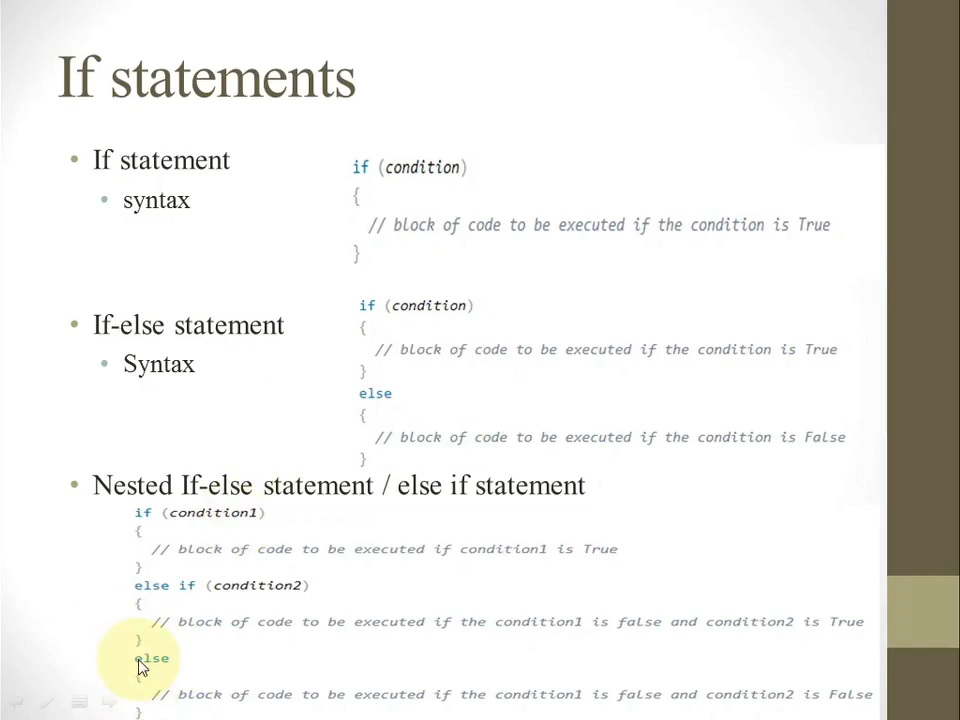 If statements
• If statement
• syntax
if (condition)
{
// block of code to be executed if the condition is True
}
• If-else statement
• Syntax
if (condition)
{
// block of code to be executed if the condition is True
}
else
{
// block of code to be executed if the condition is False
}
• Nested If-else statement / else if statement
if (condition1)
{
// block of code to be executed if condition1 is True
}
else if (condition2)
{
// block of code to be executed if the condition1 is false and condition2 is True
}
else
{
// block of code to be executed if the condition1 is false and condition2 is False
}